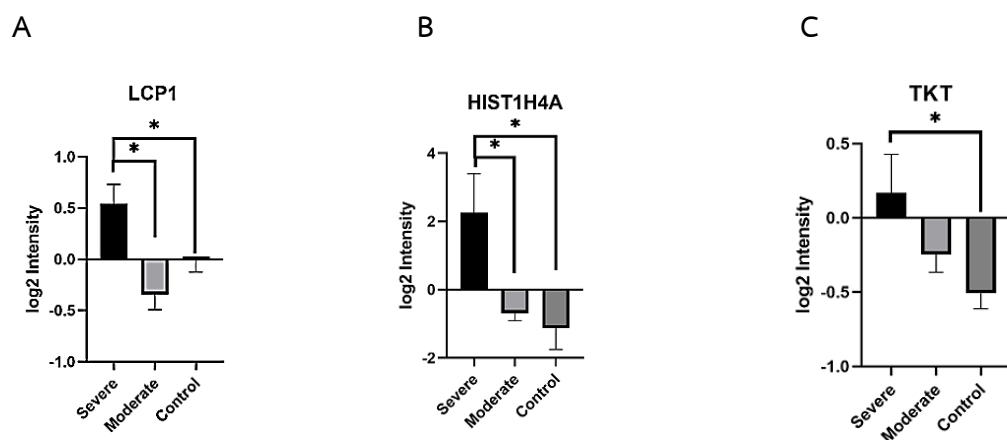 A
B
C
LCP1
*
*
1.0
0.5
0.0
-0.5
-1.0
log2 Intensity
Severe
Moderate
Control
HIST1H4A
*
*
4
2
0
-2
log2 Intensity
Severe
Moderate
Control
TKT
*
0.5
0.0
-0.5
-1.0
log2 Intensity
Severe
Moderate
Control